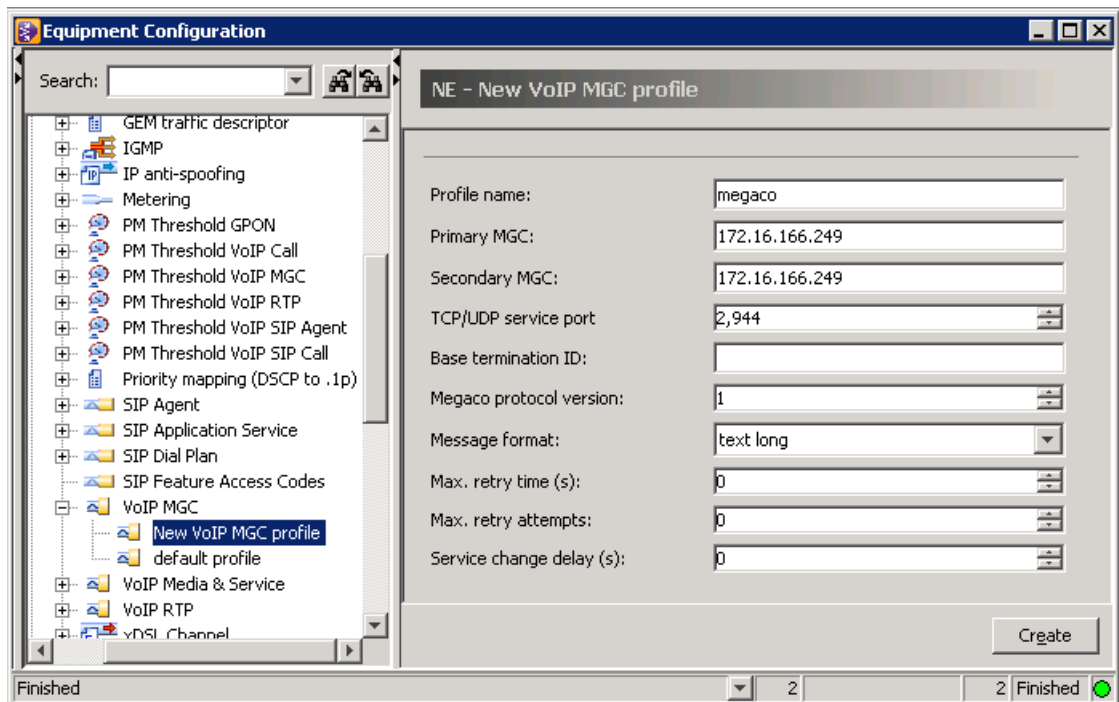 Equipment Configuration
Search:
GEM traffic descriptor
IGMP
IP anti-spoofing
Metering
PM Threshold GPON
PM Threshold VoIP Call
PM Threshold VoIP MGC
PM Threshold VoIP RTP
PM Threshold VoIP SIP Agent
PM Threshold VoIP SIP Call
Priority mapping (DSCP to .1p)
SIP Agent
SIP Application Service
SIP Dial Plan
SIP Feature Access Codes
VoIP MGC
New VoIP MGC profile
default profile
VoIP Media & Service
VoIP RTP
xDSL Channel
NE - New VoIP MGC profile
Profile name: megaco
Primary MGC: 172.16.166.249
Secondary MGC: 172.16.166.249
TCP/UDP service port 2,944
Base termination ID:
Megaco protocol version: 1
Message format: text long
Max. retry time (s): 0
Max. retry attempts: 0
Service change delay (s): 0
Create
Finished 2 2 Finished